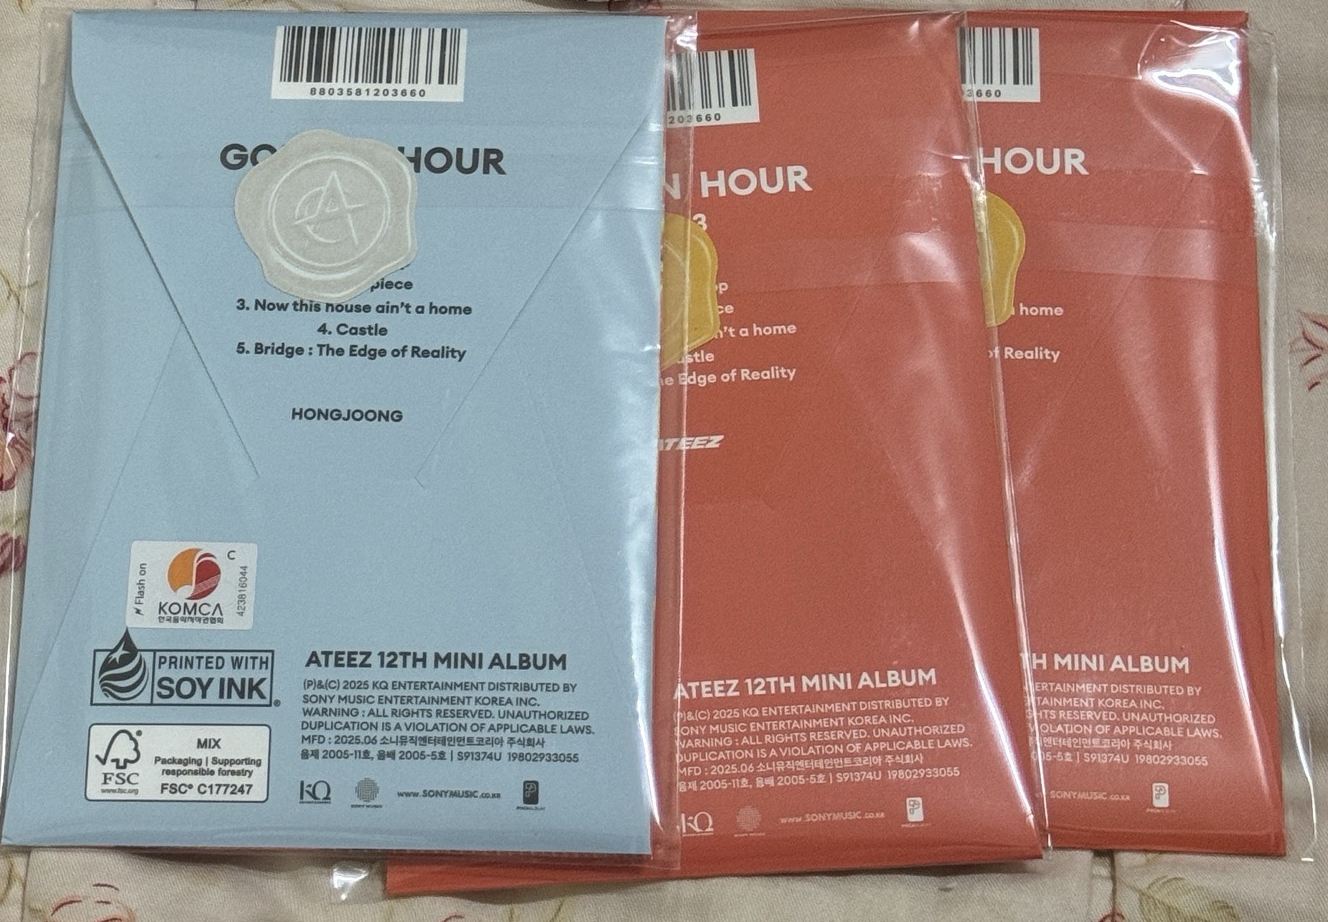 8803581203660
GO HOUR
piece
3. Now this house ain't a home
4. Castle
5. Bridge : The Edge of Reality
HONGJOONG
Flash on
C
KOMCA
한국음악저작권협회
423816044
PRINTED WITH
SOY INK
FSC
www.fsc.org
MIX
Packaging | Supporting
responsible forestry
FSC® C177247
ATEEZ 12TH MINI ALBUM
(P)&(C) 2025 KQ ENTERTAINMENT DISTRIBUTED BY
SONY MUSIC ENTERTAINMENT KOREA INC.
WARNING : ALL RIGHTS RESERVED. UNAUTHORIZED
DUPLICATION IS A VIOLATION OF APPLICABLE LAWS.
MFD : 2025.06 소니뮤직엔터테인먼트코리아 주식회사
음제 2005-11호, 음배 2005-5호 | S91374U 19802933055
KQ
SONY MUSIC
www.SONYMUSIC.co.kr
203660
N HOUR
3
op
ce
n't a home
astle
he Edge of Reality
ATEEZ
ATEEZ 12TH MINI ALBUM
(P)&(C) 2025 KQ ENTERTAINMENT DISTRIBUTED BY
SONY MUSIC ENTERTAINMENT KOREA INC.
WARNING : ALL RIGHTS RESERVED. UNAUTHORIZED
DUPLICATION IS A VIOLATION OF APPLICABLE LAWS.
MFD : 2025.06 소니뮤직엔터테인먼트코리아 주식회사
음제 2005-11호, 음배 2005-5호 | S91374U 19802933055
KQ
www.SONYMUSIC.co.kr
3660
HOUR
a home
of Reality
TH MINI ALBUM
ERTAINMENT DISTRIBUTED BY
KOREA INC.
HTS RESERVED. UNAUTHORIZED
VIOLATION OF APPLICABLE LAWS.
엔터테인먼트코리아 주식회사
5-5호 | S91374U 19802933055
SONYMUSIC.co.kr